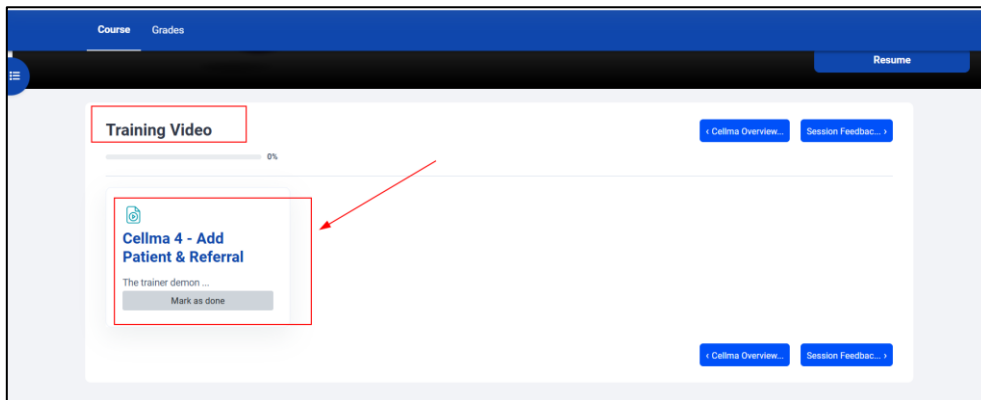 Course Grades
Resume
Training Video
‹ Cellma Overview... Session Feedbac... ›
0%
Cellma 4 - Add
Patient & Referral
The trainer demon ...
Mark as done
‹ Cellma Overview... Session Feedbac... ›